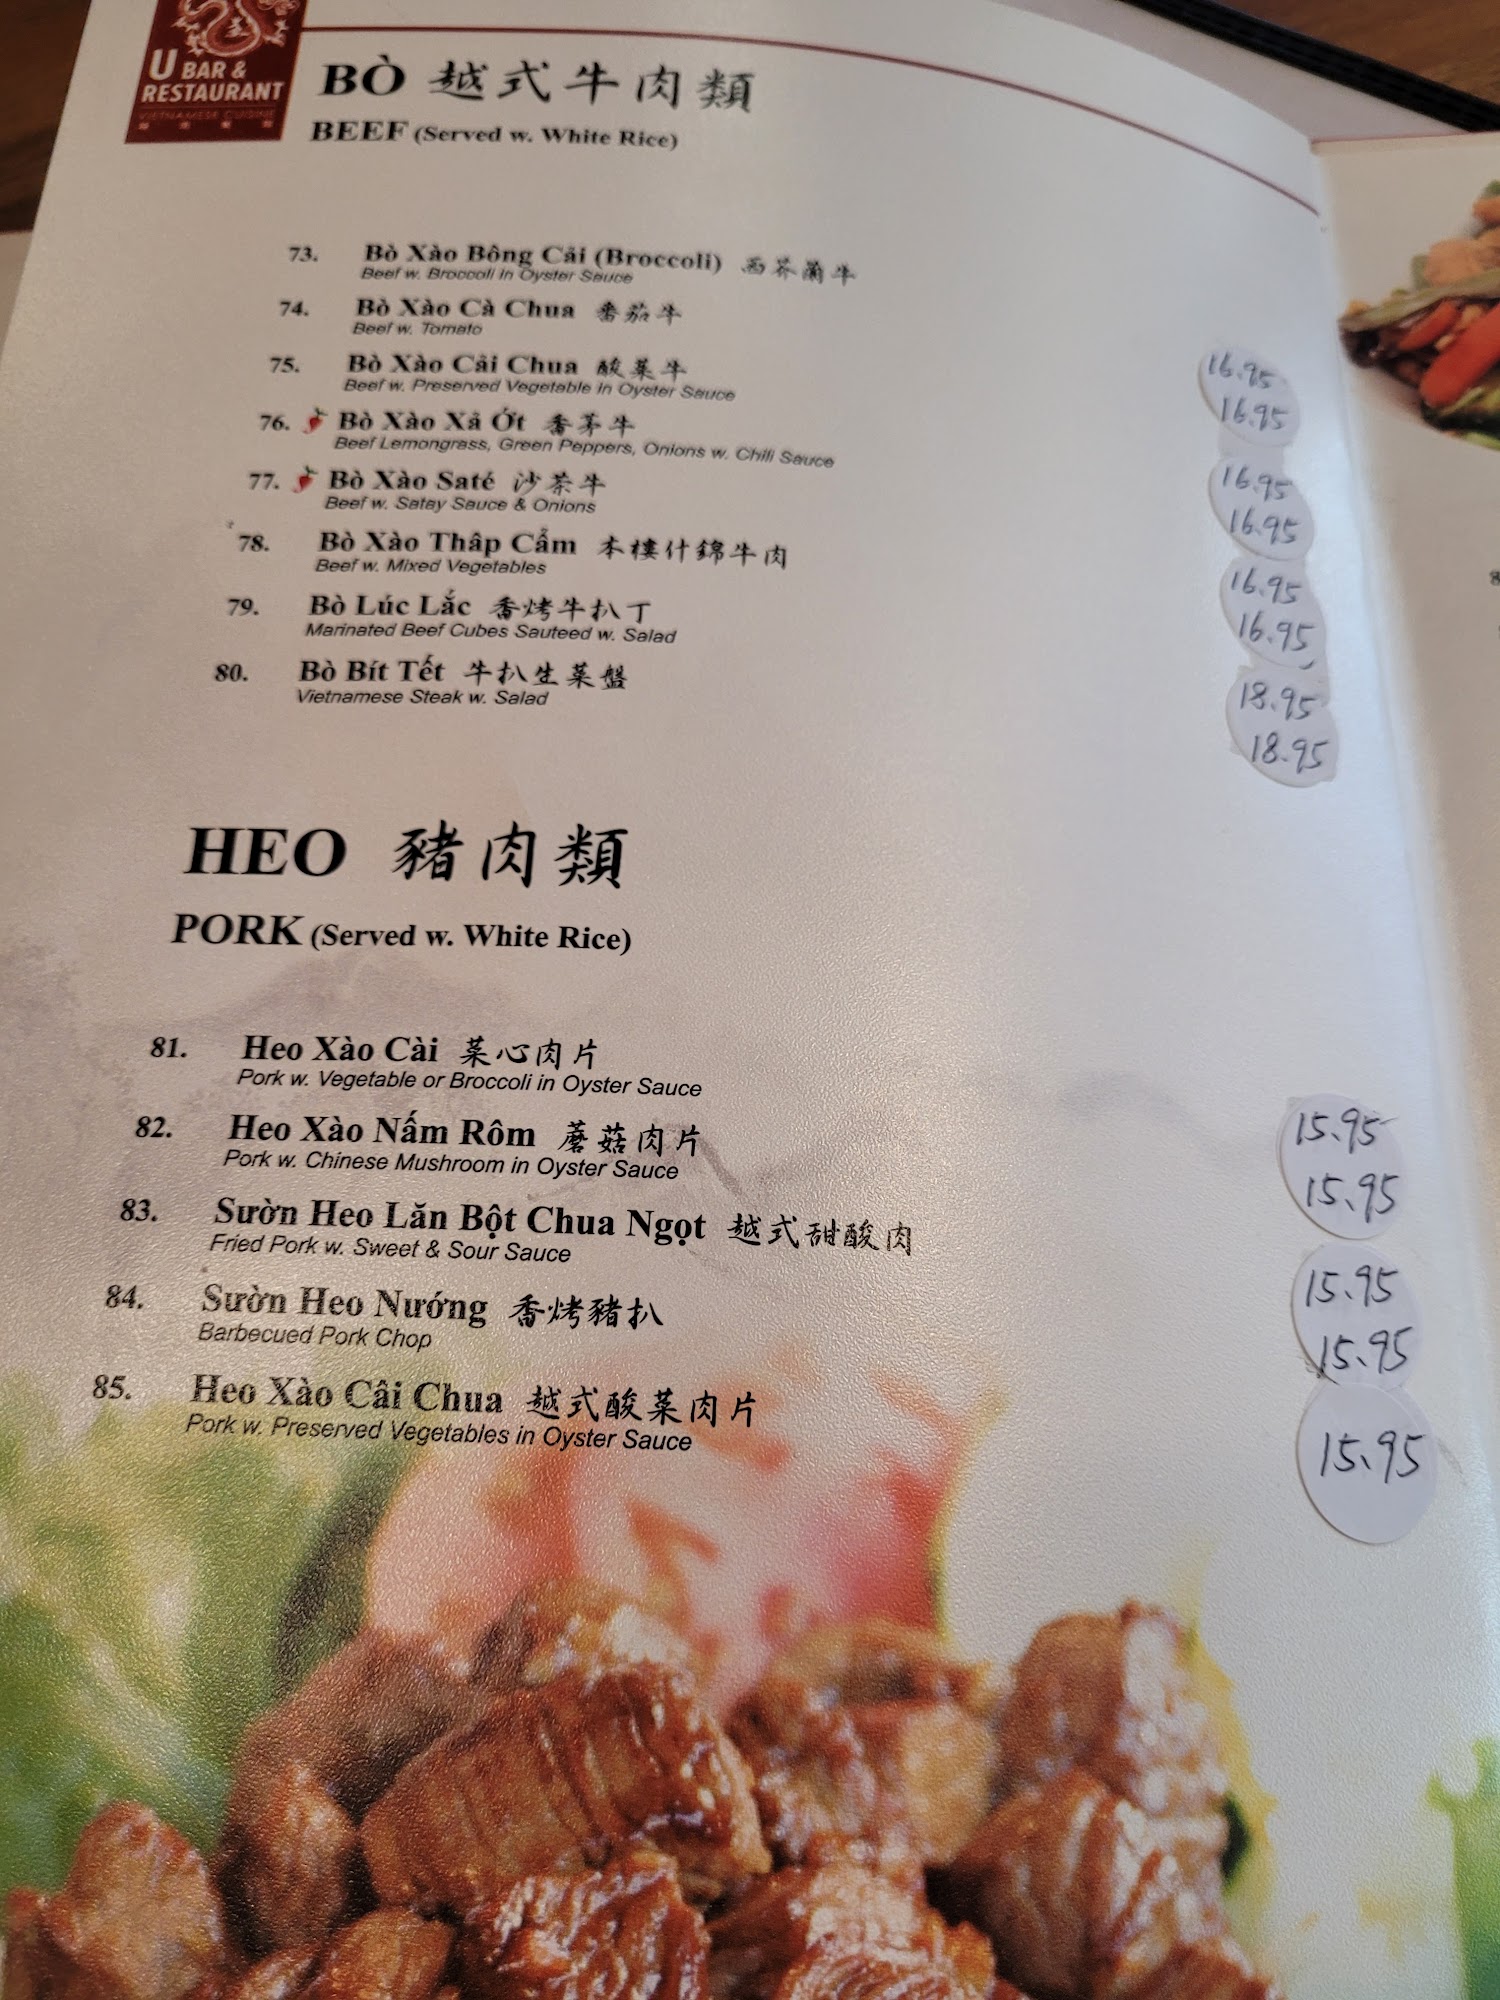 U BAR &
RESTAURANT
VIETNAMESE CUISINE
BÒ 越式牛肉類
BEEF (Served w. White Rice)
73. Bò Xào Bông Cải (Broccoli) 西芥蘭牛
Beef w. Broccoli in Oyster Sauce
74. Bò Xào Cà Chua 番茄牛
Beef w. Tomato
75. Bò Xào Cải Chua 酸菜牛 16.95
Beef w. Preserved Vegetable in Oyster Sauce 16.95
76. Bò Xào Xả Ớt 香茅牛
Beef Lemongrass, Green Peppers, Onions w. Chili Sauce 16.95
77. Bò Xào Saté 沙茶牛 16.95
Beef w. Satay Sauce & Onions
78. Bò Xào Thập Cẩm 本樓什錦牛肉 16.95
Beef w. Mixed Vegetables
79. Bò Lúc Lắc 香烤牛扒丁 16.95
Marinated Beef Cubes Sauteed w. Salad
80. Bò Bít Tết 牛扒生菜盤 18.95
Vietnamese Steak w. Salad 18.95
HEO 豬肉類
PORK (Served w. White Rice)
81. Heo Xào Cài 菜心肉片
Pork w. Vegetable or Broccoli in Oyster Sauce 15.95
82. Heo Xào Nấm Rôm 蘑菇肉片
Pork w. Chinese Mushroom in Oyster Sauce 15.95
83. Sườn Heo Lăn Bột Chua Ngọt 越式甜酸肉
Fried Pork w. Sweet & Sour Sauce 15.95
84. Sườn Heo Nướng 香烤豬扒
Barbecued Pork Chop 15.95
85. Heo Xào Câi Chua 越式酸菜肉片
Pork w. Preserved Vegetables in Oyster Sauce 15.95